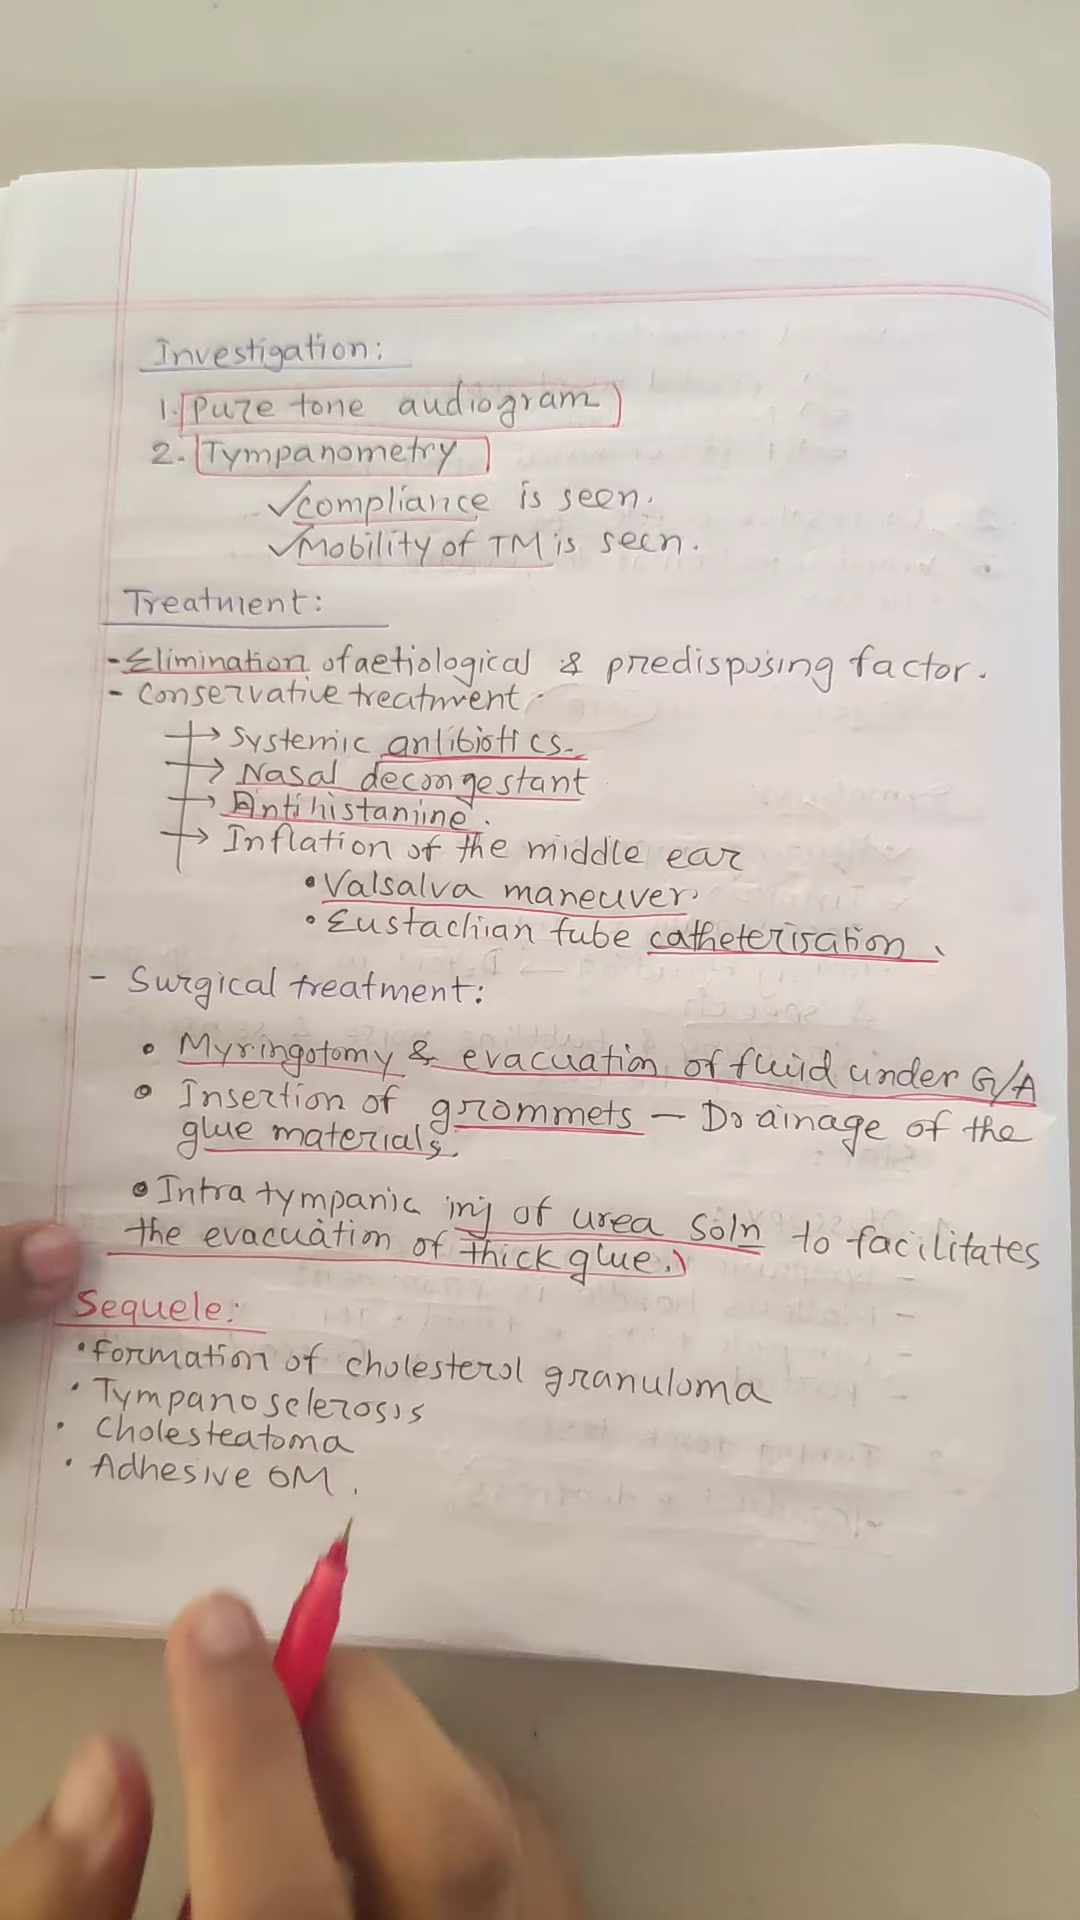 Investigation:
1. Pure tone audiogram
2. Tympanometry
✓compliance is seen.
✓Mobility of TM is seen.
Treatment:
- Elimination of aetiological & predisposing factor.
- Conservative treatment
→ Systemic antibiotics.
→ Nasal decongestant
→ Antihistamine.
→ Inflation of the middle ear
• Valsalva maneuver.
• Eustachian tube catheterisation.
- Surgical treatment:
• Myringotomy & evacuation of fluid under G/A
• Insertion of grommets — Drainage of the
glue materials.
• Intra tympanic inj of urea soln to facilitates
the evacuation of thick glue.
Sequele:
• Formation of cholesterol granuloma
• Tympanosclerosis
• Cholesteatoma
• Adhesive OM.